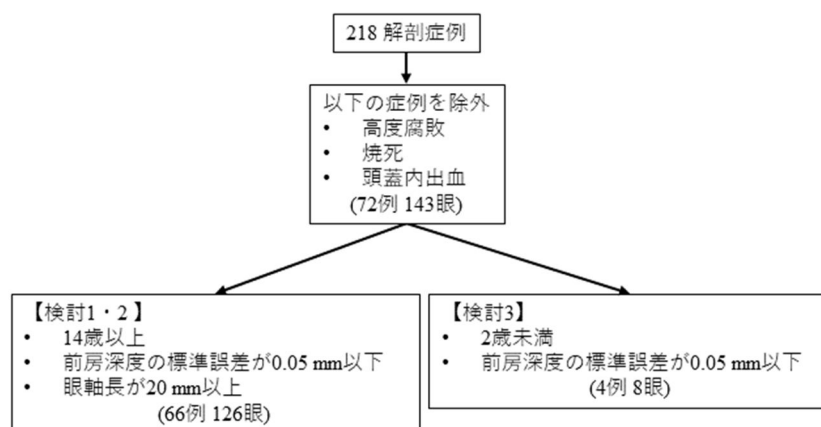 218 解剖症例
以下の症例を除外
• 高度腐敗
• 焼死
• 頭蓋内出血
(72例 143眼)
【検討1・2 】
• 14歳以上
• 前房深度の標準誤差が0.05 mm以下
• 眼軸長が20 mm以上
(66例 126眼)
【検討3】
• 2歳未満
• 前房深度の標準誤差が0.05 mm以下
(4例 8眼)